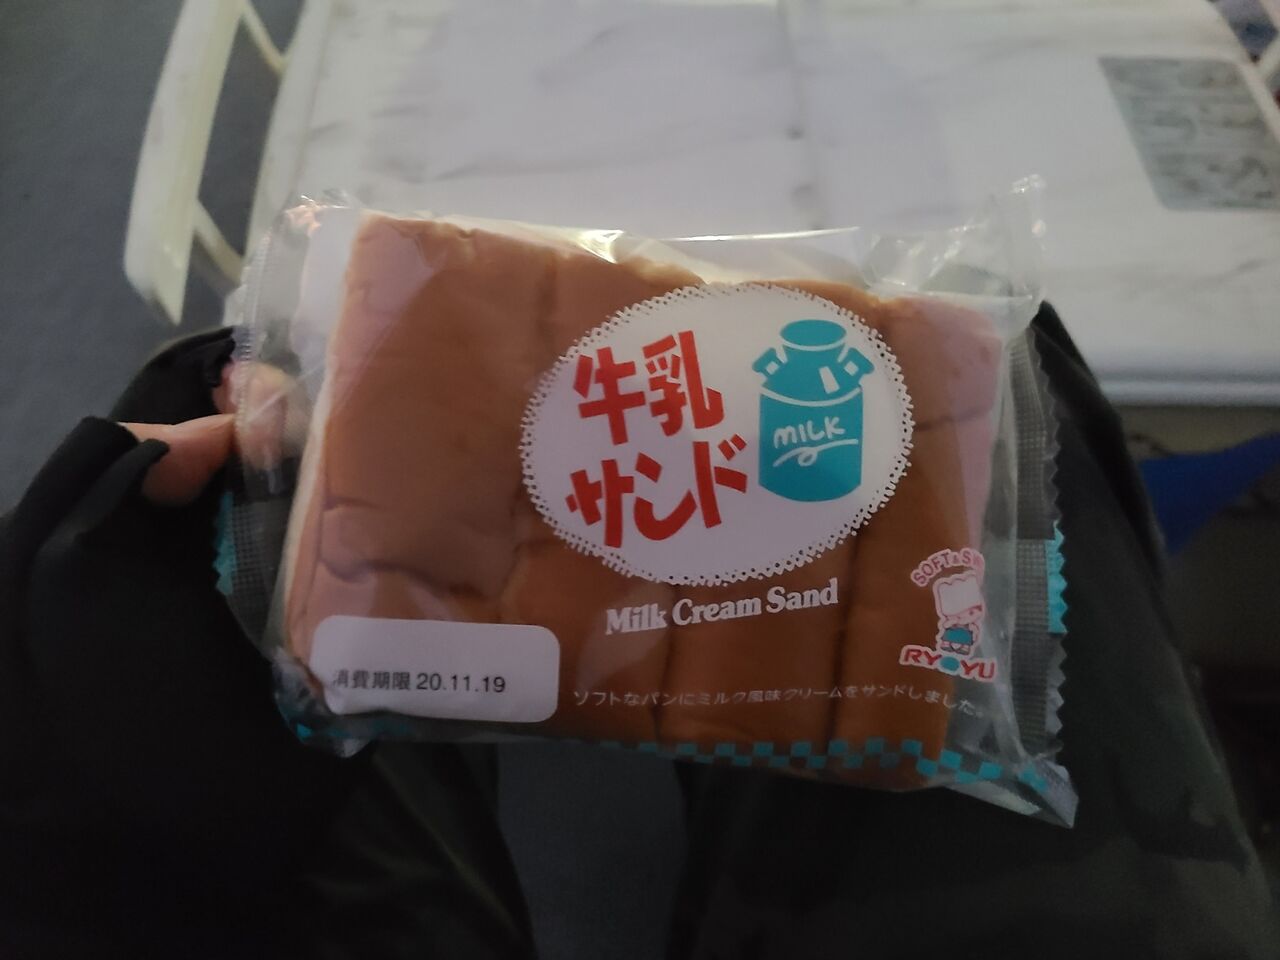 牛乳
サンド
MILK
Milk Cream Sand
SOFT & S
RYOYU
消費期限 20.11.19
ソフトなパンにミルク風味クリームをサンドしました。